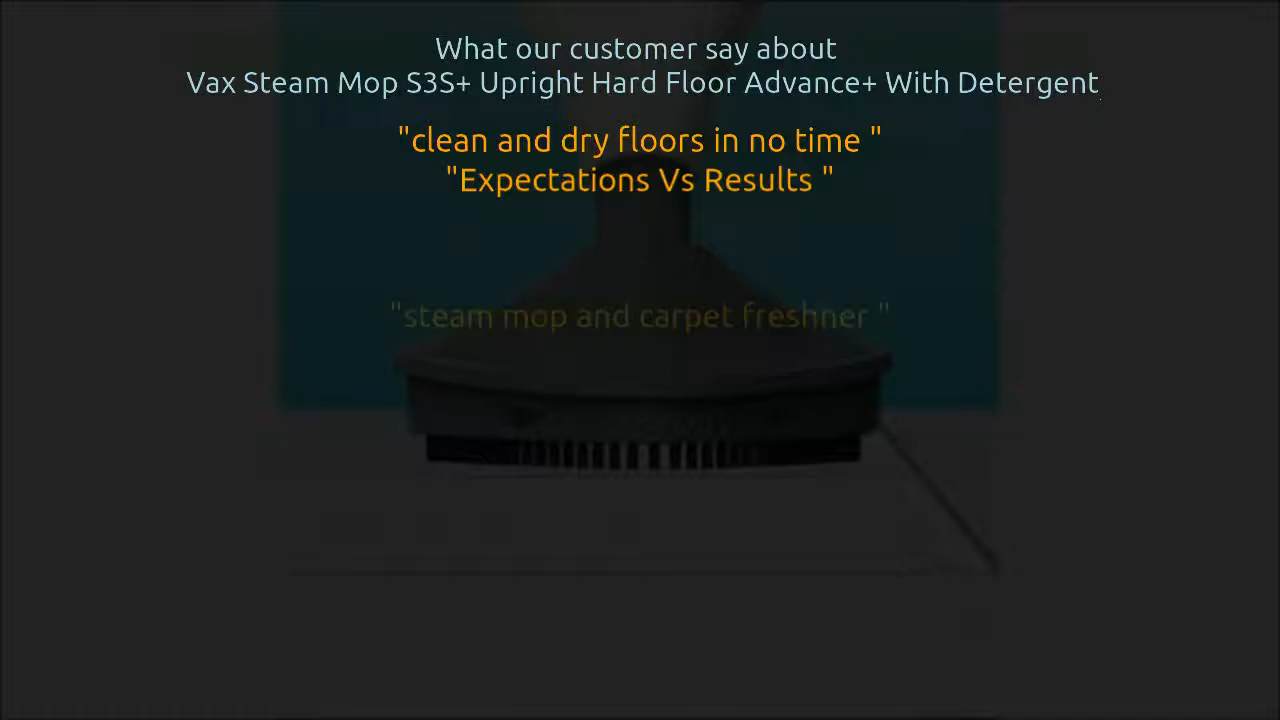 What our customer say about
Vax Steam Mop S3S+ Upright Hard Floor Advance+ With Detergent
"clean and dry floors in no time "
"Expectations Vs Results "
"steam mop and carpet freshner "